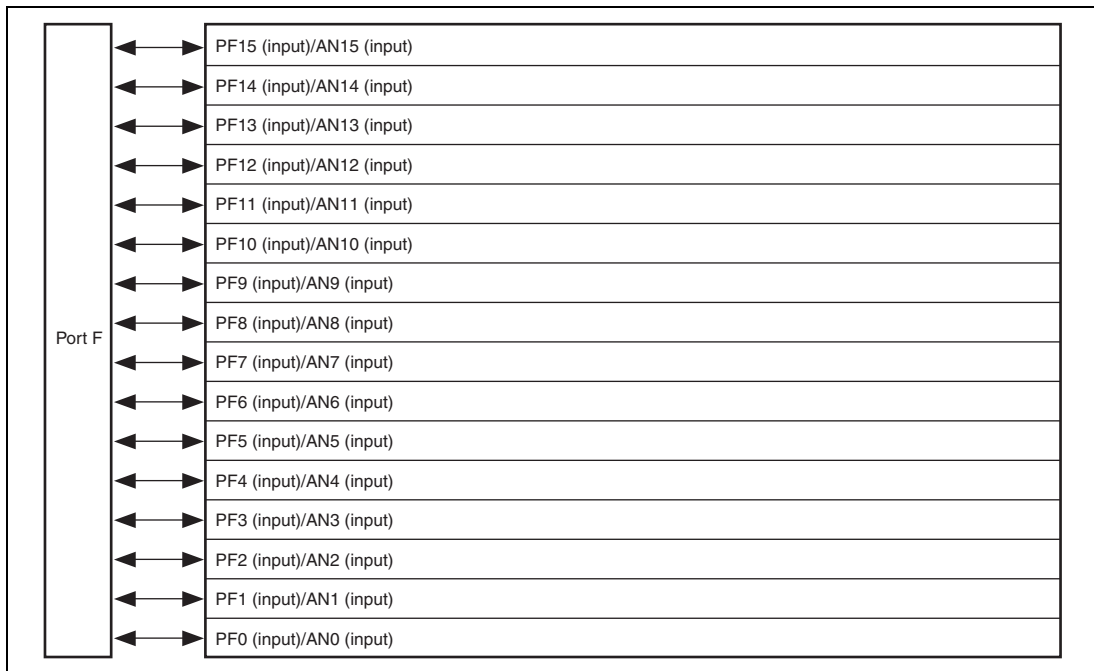 PF15 (input)/AN15 (input)
PF14 (input)/AN14 (input)
PF13 (input)/AN13 (input)
PF12 (input)/AN12 (input)
PF11 (input)/AN11 (input)
PF10 (input)/AN10 (input)
PF9 (input)/AN9 (input)
PF8 (input)/AN8 (input)
Port F
PF7 (input)/AN7 (input)
PF6 (input)/AN6 (input)
PF5 (input)/AN5 (input)
PF4 (input)/AN4 (input)
PF3 (input)/AN3 (input)
PF2 (input)/AN2 (input)
PF1 (input)/AN1 (input)
PF0 (input)/AN0 (input)